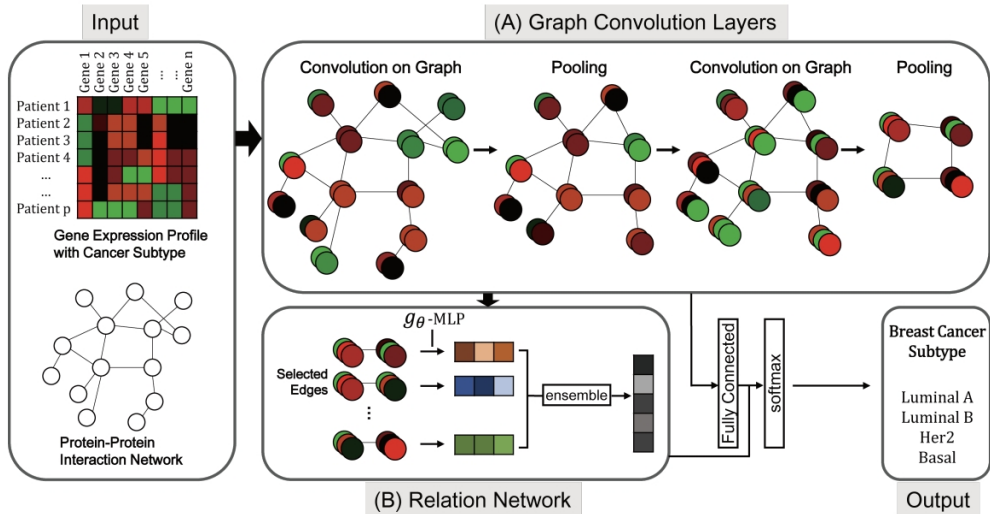 Input
Gene 1
Gene 2
Gene 3
Gene 4
Gene 5
...
...
Gene n
Patient 1
Patient 2
Patient 3
Patient 4
...
...
Patient p
Gene Expression Profile
with Cancer Subtype
Protein-Protein
Interaction Network
(A) Graph Convolution Layers
Convolution on Graph
Pooling
Convolution on Graph
Pooling
gθ-MLP
Selected
Edges
...
ensemble
(B) Relation Network
Fully Connected
softmax
Breast Cancer
Subtype
Luminal A
Luminal B
Her2
Basal
Output